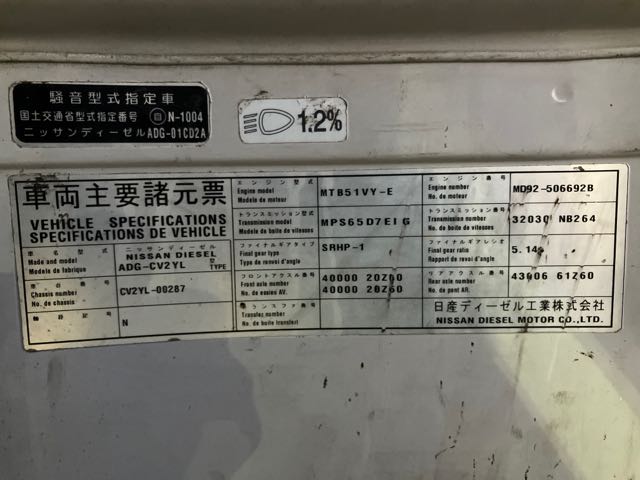 騒音型式指定車
国土交通省型式指定番号 N-1004
ニッサンディーゼル ADG-01CD2A
1.2%
車両主要諸元票
VEHICLE SPECIFICATIONS
SPECIFICATIONS DE VEHICLE
車名
Made and model
Modele de fabrique
ニッサンディーゼル
NISSAN DIESEL
ADG-CV2YL
型
TYPE
車台番号
Chassis number
No. de chassis
CV2YL-00287
N
エンジン型式
Engine model
Modele de moteur
MTB51VY-E
エンジン番号
Engine number
No. de moteur
MD92-506692B
トランスミッション型式
Transmission model
Modele de boite de vitesses
MPS65D7EIG
トランスミッション番号
Transmission number
No. de boite de vitesses
32030 NB264
ファイナルギアタイプ
Final gear type
Type de revoi d'angle
SRHP-1
ファイナルギアレシオ
Final gear ratio
Rapport de revoi d'angle
5.14
フロントアクスル番号
Front axle number
No. de essieu AV.
40000 20Z60
40000 20Z60
リアアクスル番号
Rear axle number
No. de pont AR.
43006 61Z60
トランスファ番号
Transfer number
No. de boite transfert
日産ディーゼル工業株式会社
NISSAN DIESEL MOTOR CO.,LTD.